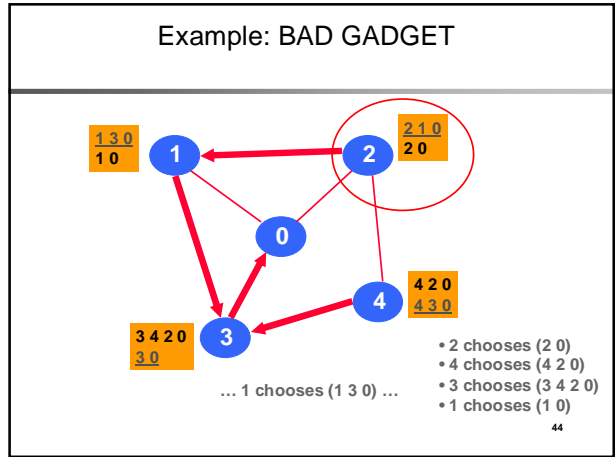 Example: BAD GADGET
1 3 0
1 0
1
2
2 1 0
2 0
0
4
4 2 0
4 3 0
3 4 2 0
3 0
3
… 1 chooses (1 3 0) …
• 2 chooses (2 0)
• 4 chooses (4 2 0)
• 3 chooses (3 4 2 0)
• 1 chooses (1 0)
44